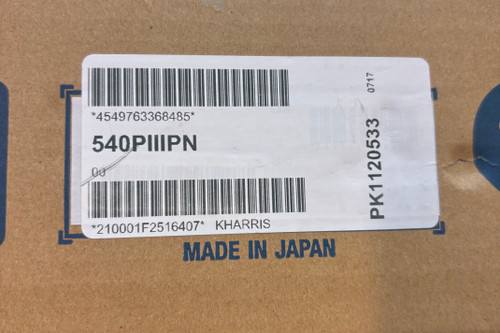 *4549763368485*
540PIIIPN
00
*210001F2516407* KHARRIS
PK1120533
0717
MADE IN JAPAN